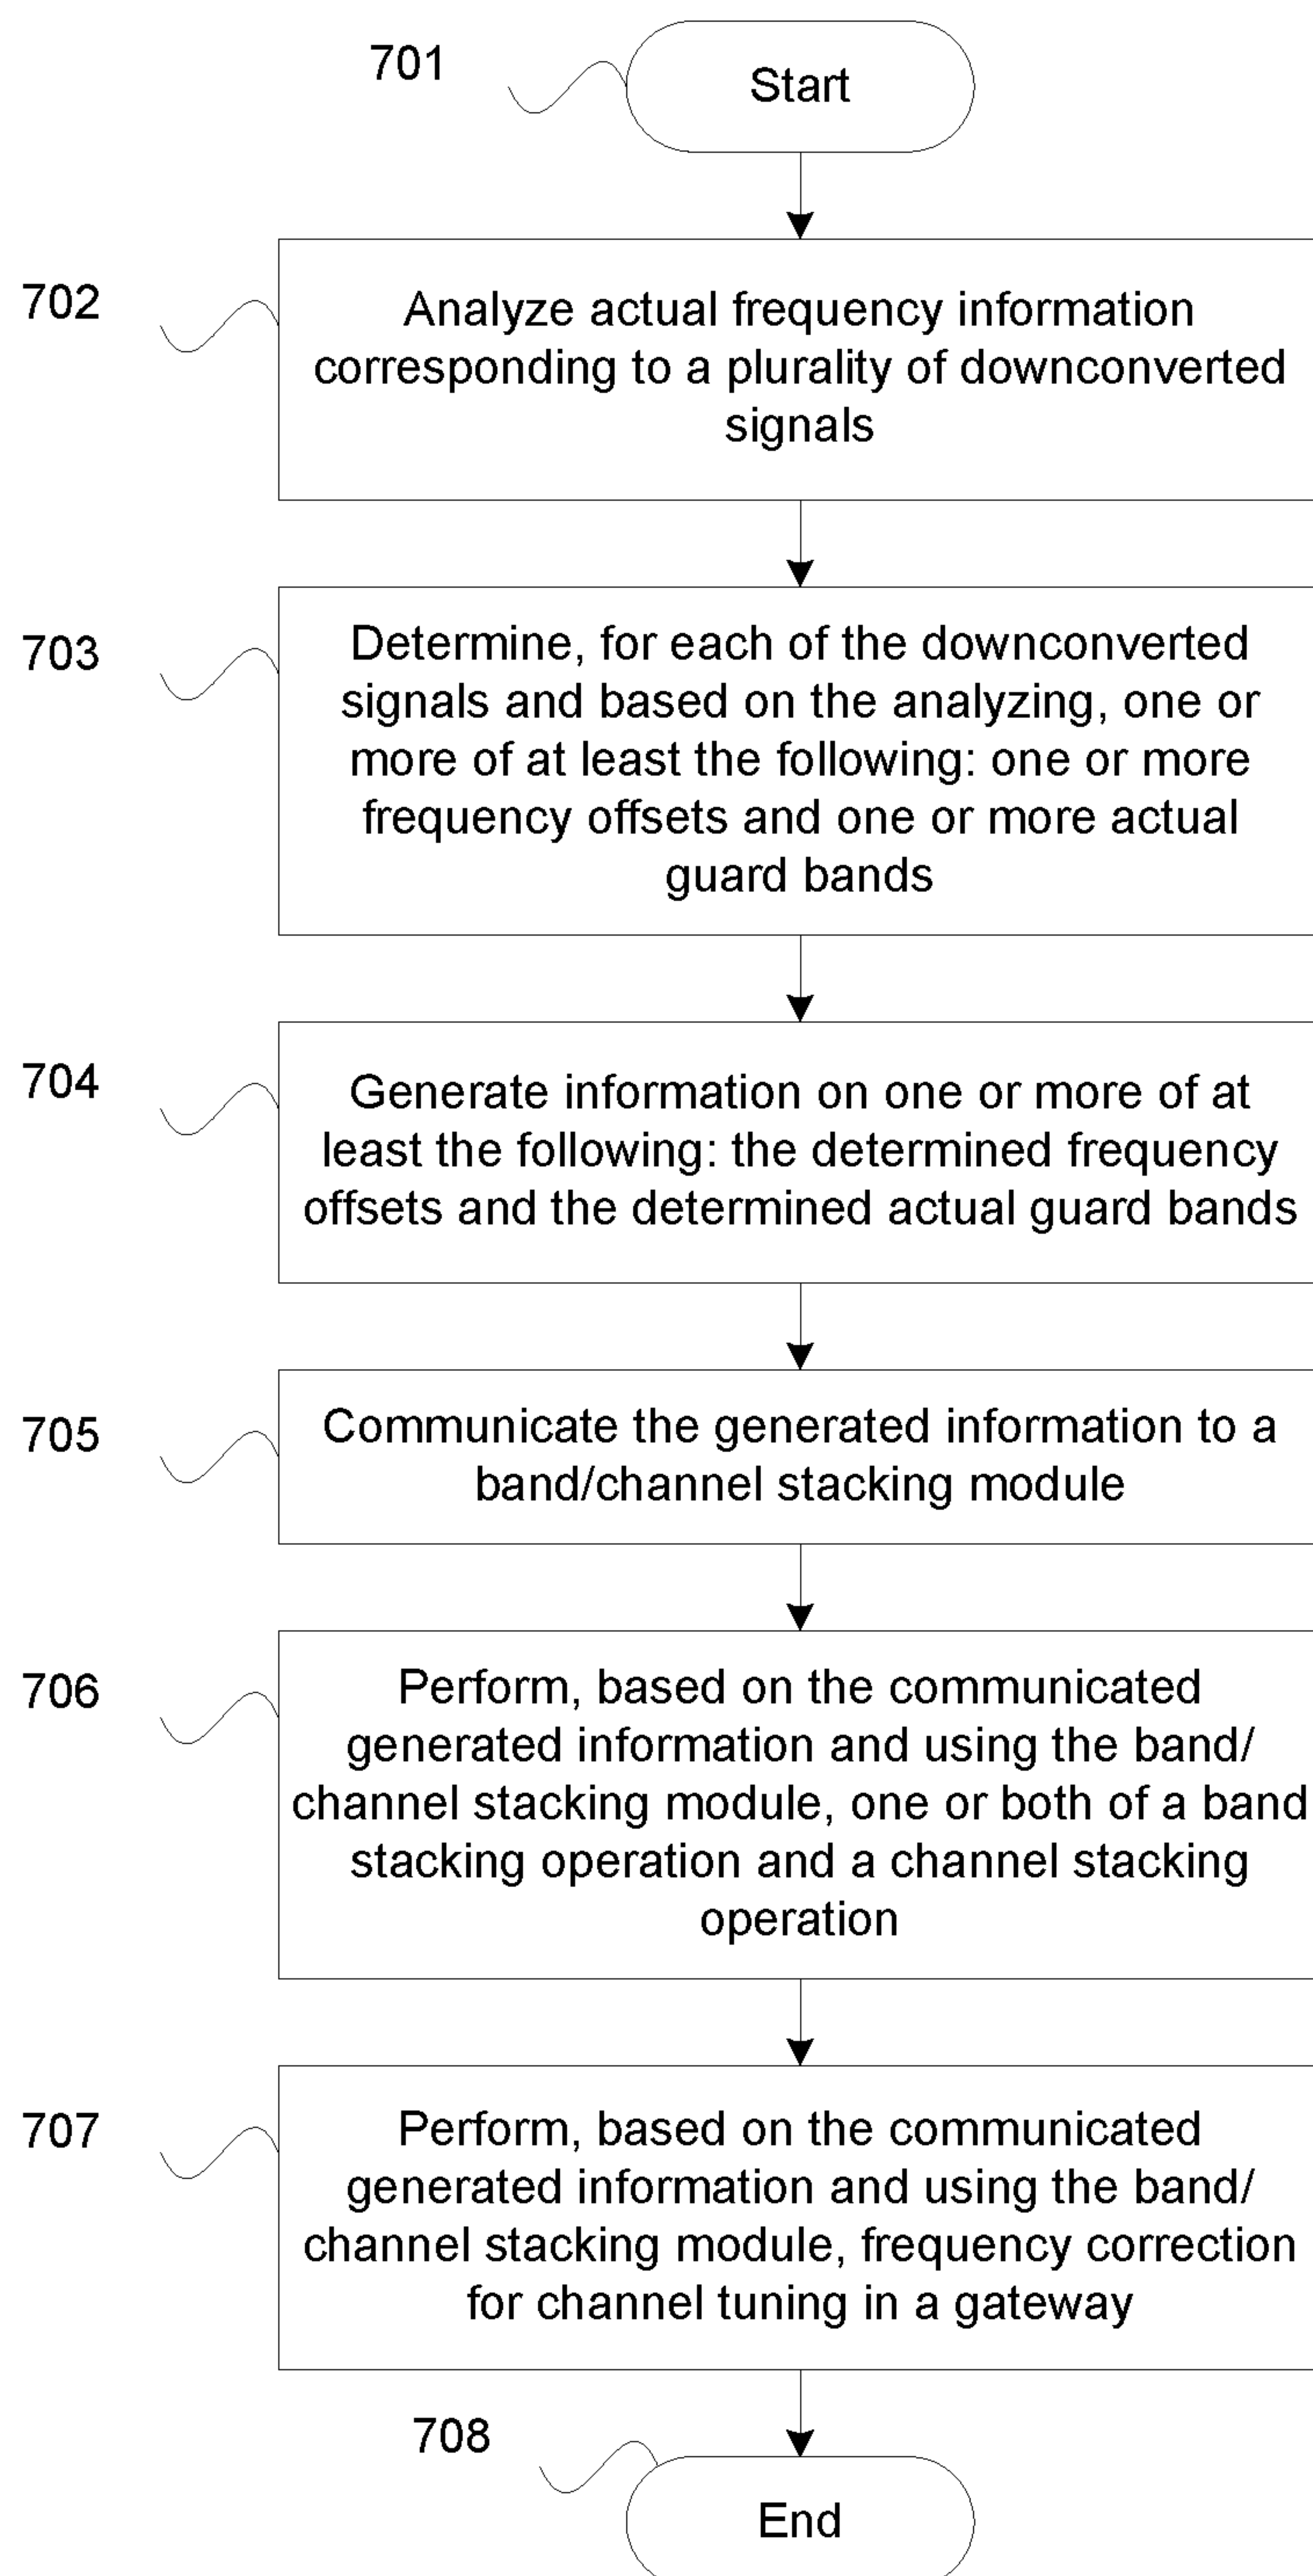 701
Start
702
Analyze actual frequency information
corresponding to a plurality of downconverted
signals
703
Determine, for each of the downconverted
signals and based on the analyzing, one or
more of at least the following: one or more
frequency offsets and one or more actual
guard bands
704
Generate information on one or more of at
least the following: the determined frequency
offsets and the determined actual guard bands
705
Communicate the generated information to a
band/channel stacking module
706
Perform, based on the communicated
generated information and using the band/
channel stacking module, one or both of a band
stacking operation and a channel stacking
operation
707
Perform, based on the communicated
generated information and using the band/
channel stacking module, frequency correction
for channel tuning in a gateway
708
End